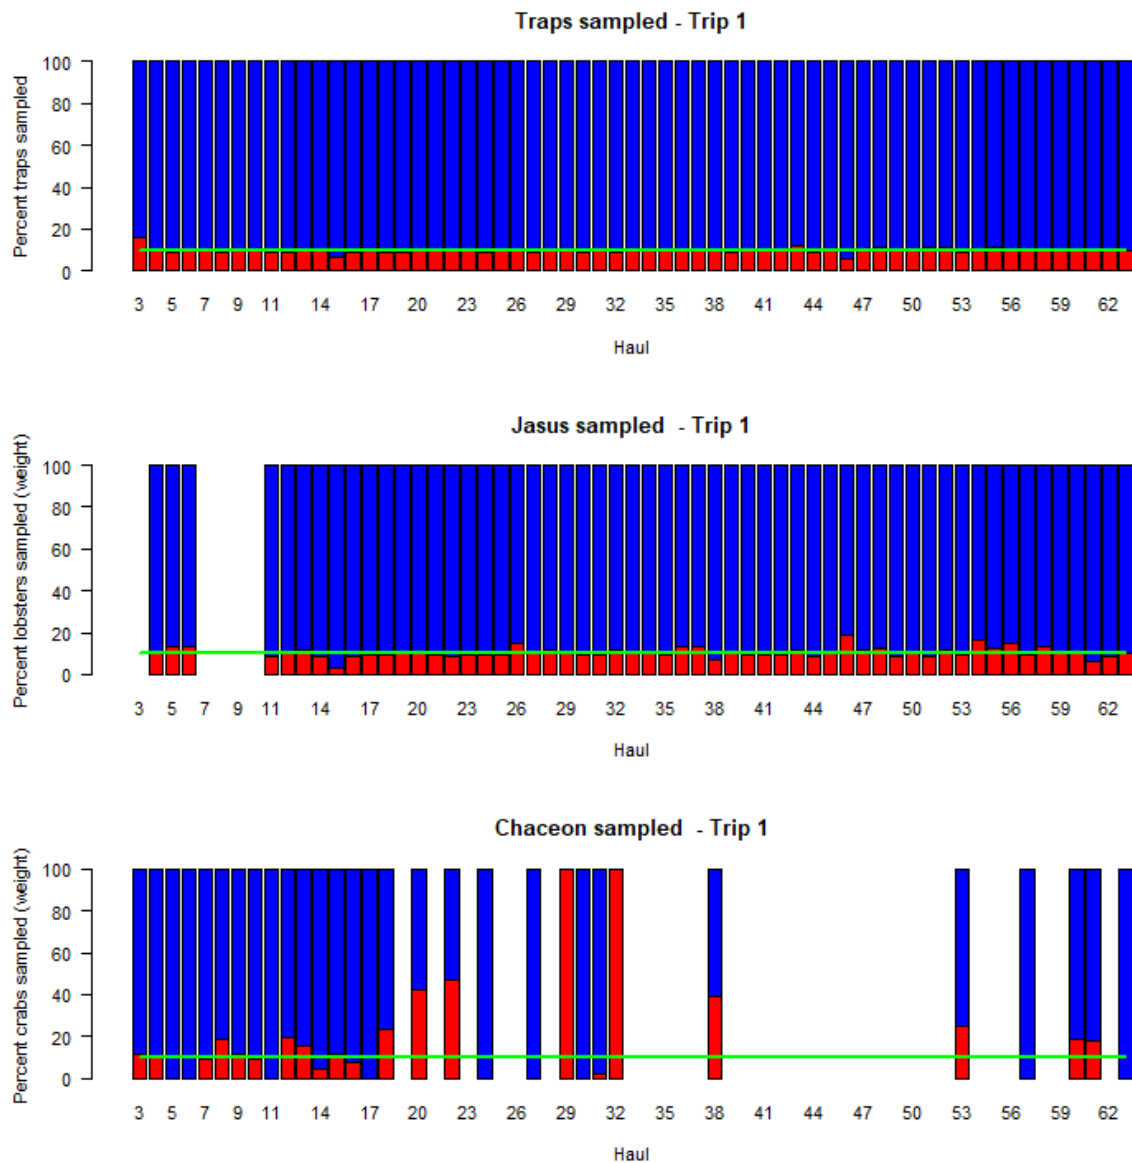 Traps sampled - Trip 1
Percent traps sampled
100
80
60
40
20
0
3 5 7 9 11 14 17 20 23 26 29 32 35 38 41 44 47 50 53 56 59 62
Haul
Jasus sampled - Trip 1
Percent lobsters sampled (weight)
100
80
60
40
20
0
3 5 7 9 11 14 17 20 23 26 29 32 35 38 41 44 47 50 53 56 59 62
Haul
Chaceon sampled - Trip 1
Percent crabs sampled (weight)
100
80
60
40
20
0
3 5 7 9 11 14 17 20 23 26 29 32 35 38 41 44 47 50 53 56 59 62
Haul